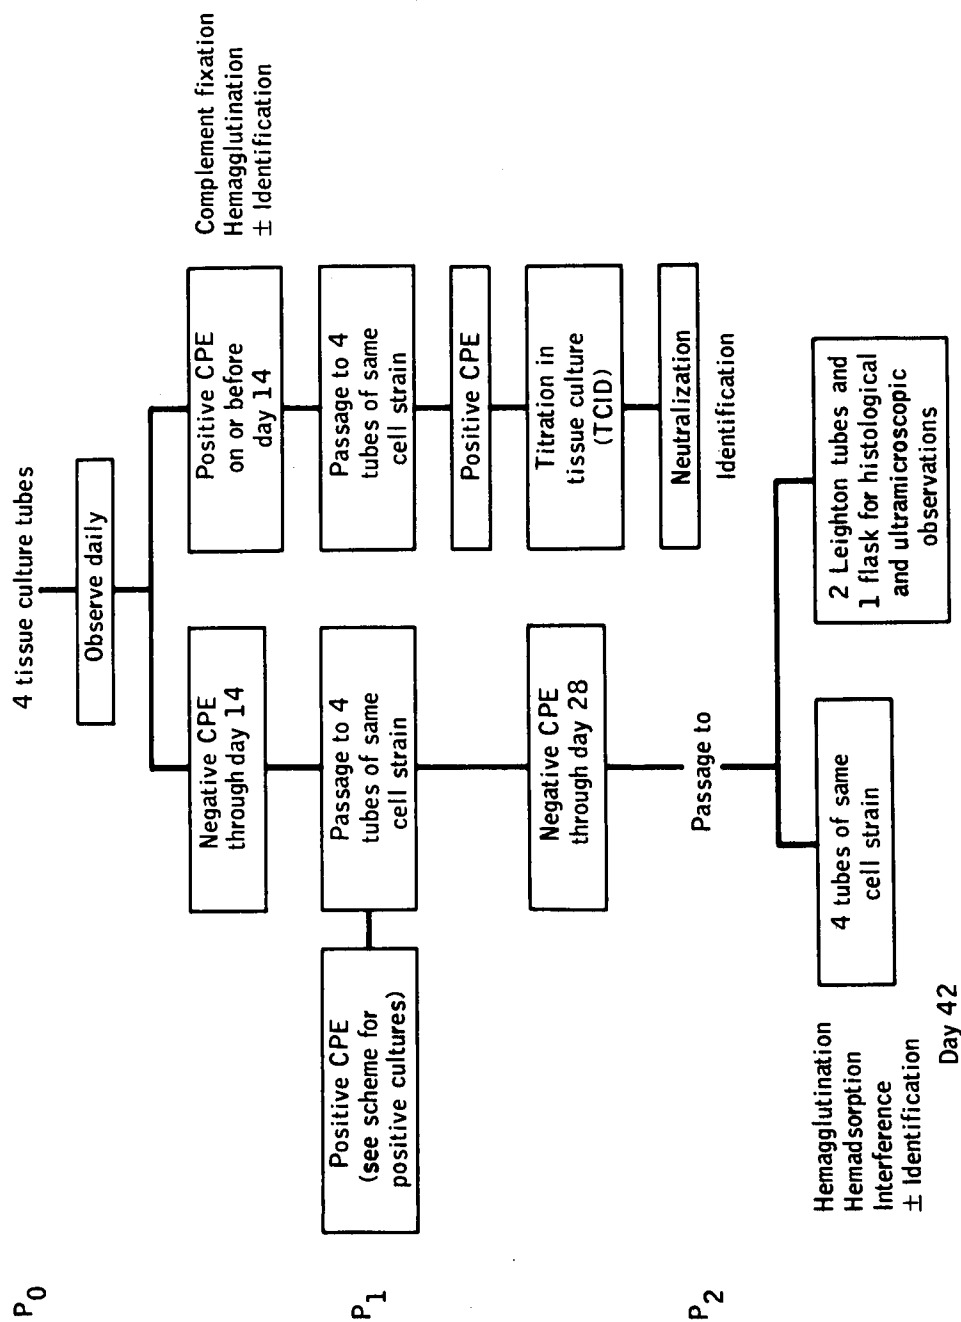 P0
4 tissue culture tubes
Observe daily
Negative CPE
through day 14
Positive CPE
on or before
day 14
Complement fixation
Hemagglutination
± Identification
P1
Positive CPE
(see scheme for
positive cultures)
Passage to 4
tubes of same
cell strain
Passage to 4
tubes of same
cell strain
Positive CPE
Negative CPE
through day 28
Titration in
tissue culture
(TCID)
P2
Passage to
Neutralization
Identification
Hemagglutination
Hemadsorption
Interference
± Identification
4 tubes of same
cell strain
2 Leighton tubes and
1 flask for histological
and ultramicroscopic
observations
Day 42